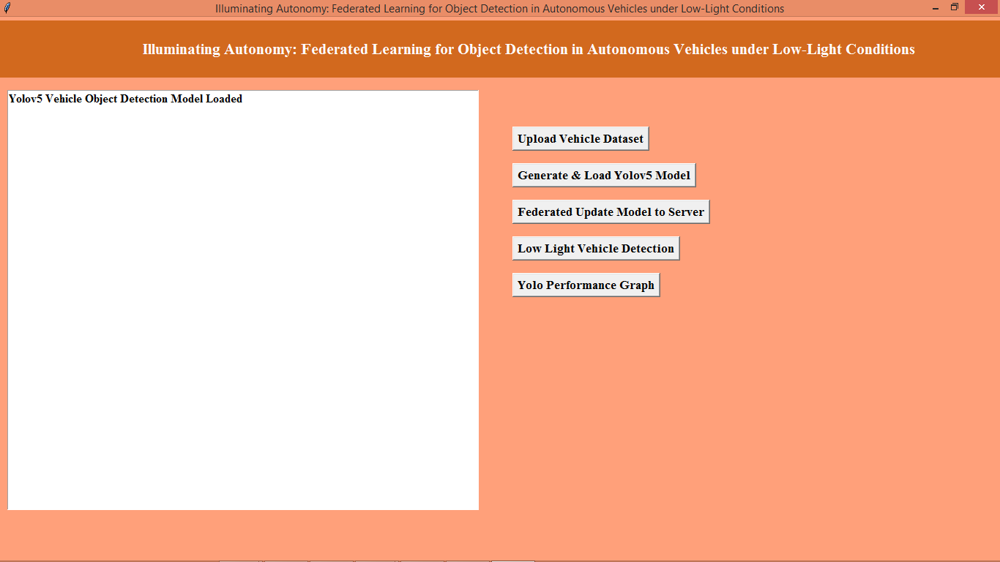 Illuminating Autonomy: Federated Learning for Object Detection in Autonomous Vehicles under Low-Light Conditions
Illuminating Autonomy: Federated Learning for Object Detection in Autonomous Vehicles under Low-Light Conditions
Yolov5 Vehicle Object Detection Model Loaded
Upload Vehicle Dataset
Generate & Load Yolov5 Model
Federated Update Model to Server
Low Light Vehicle Detection
Yolo Performance Graph